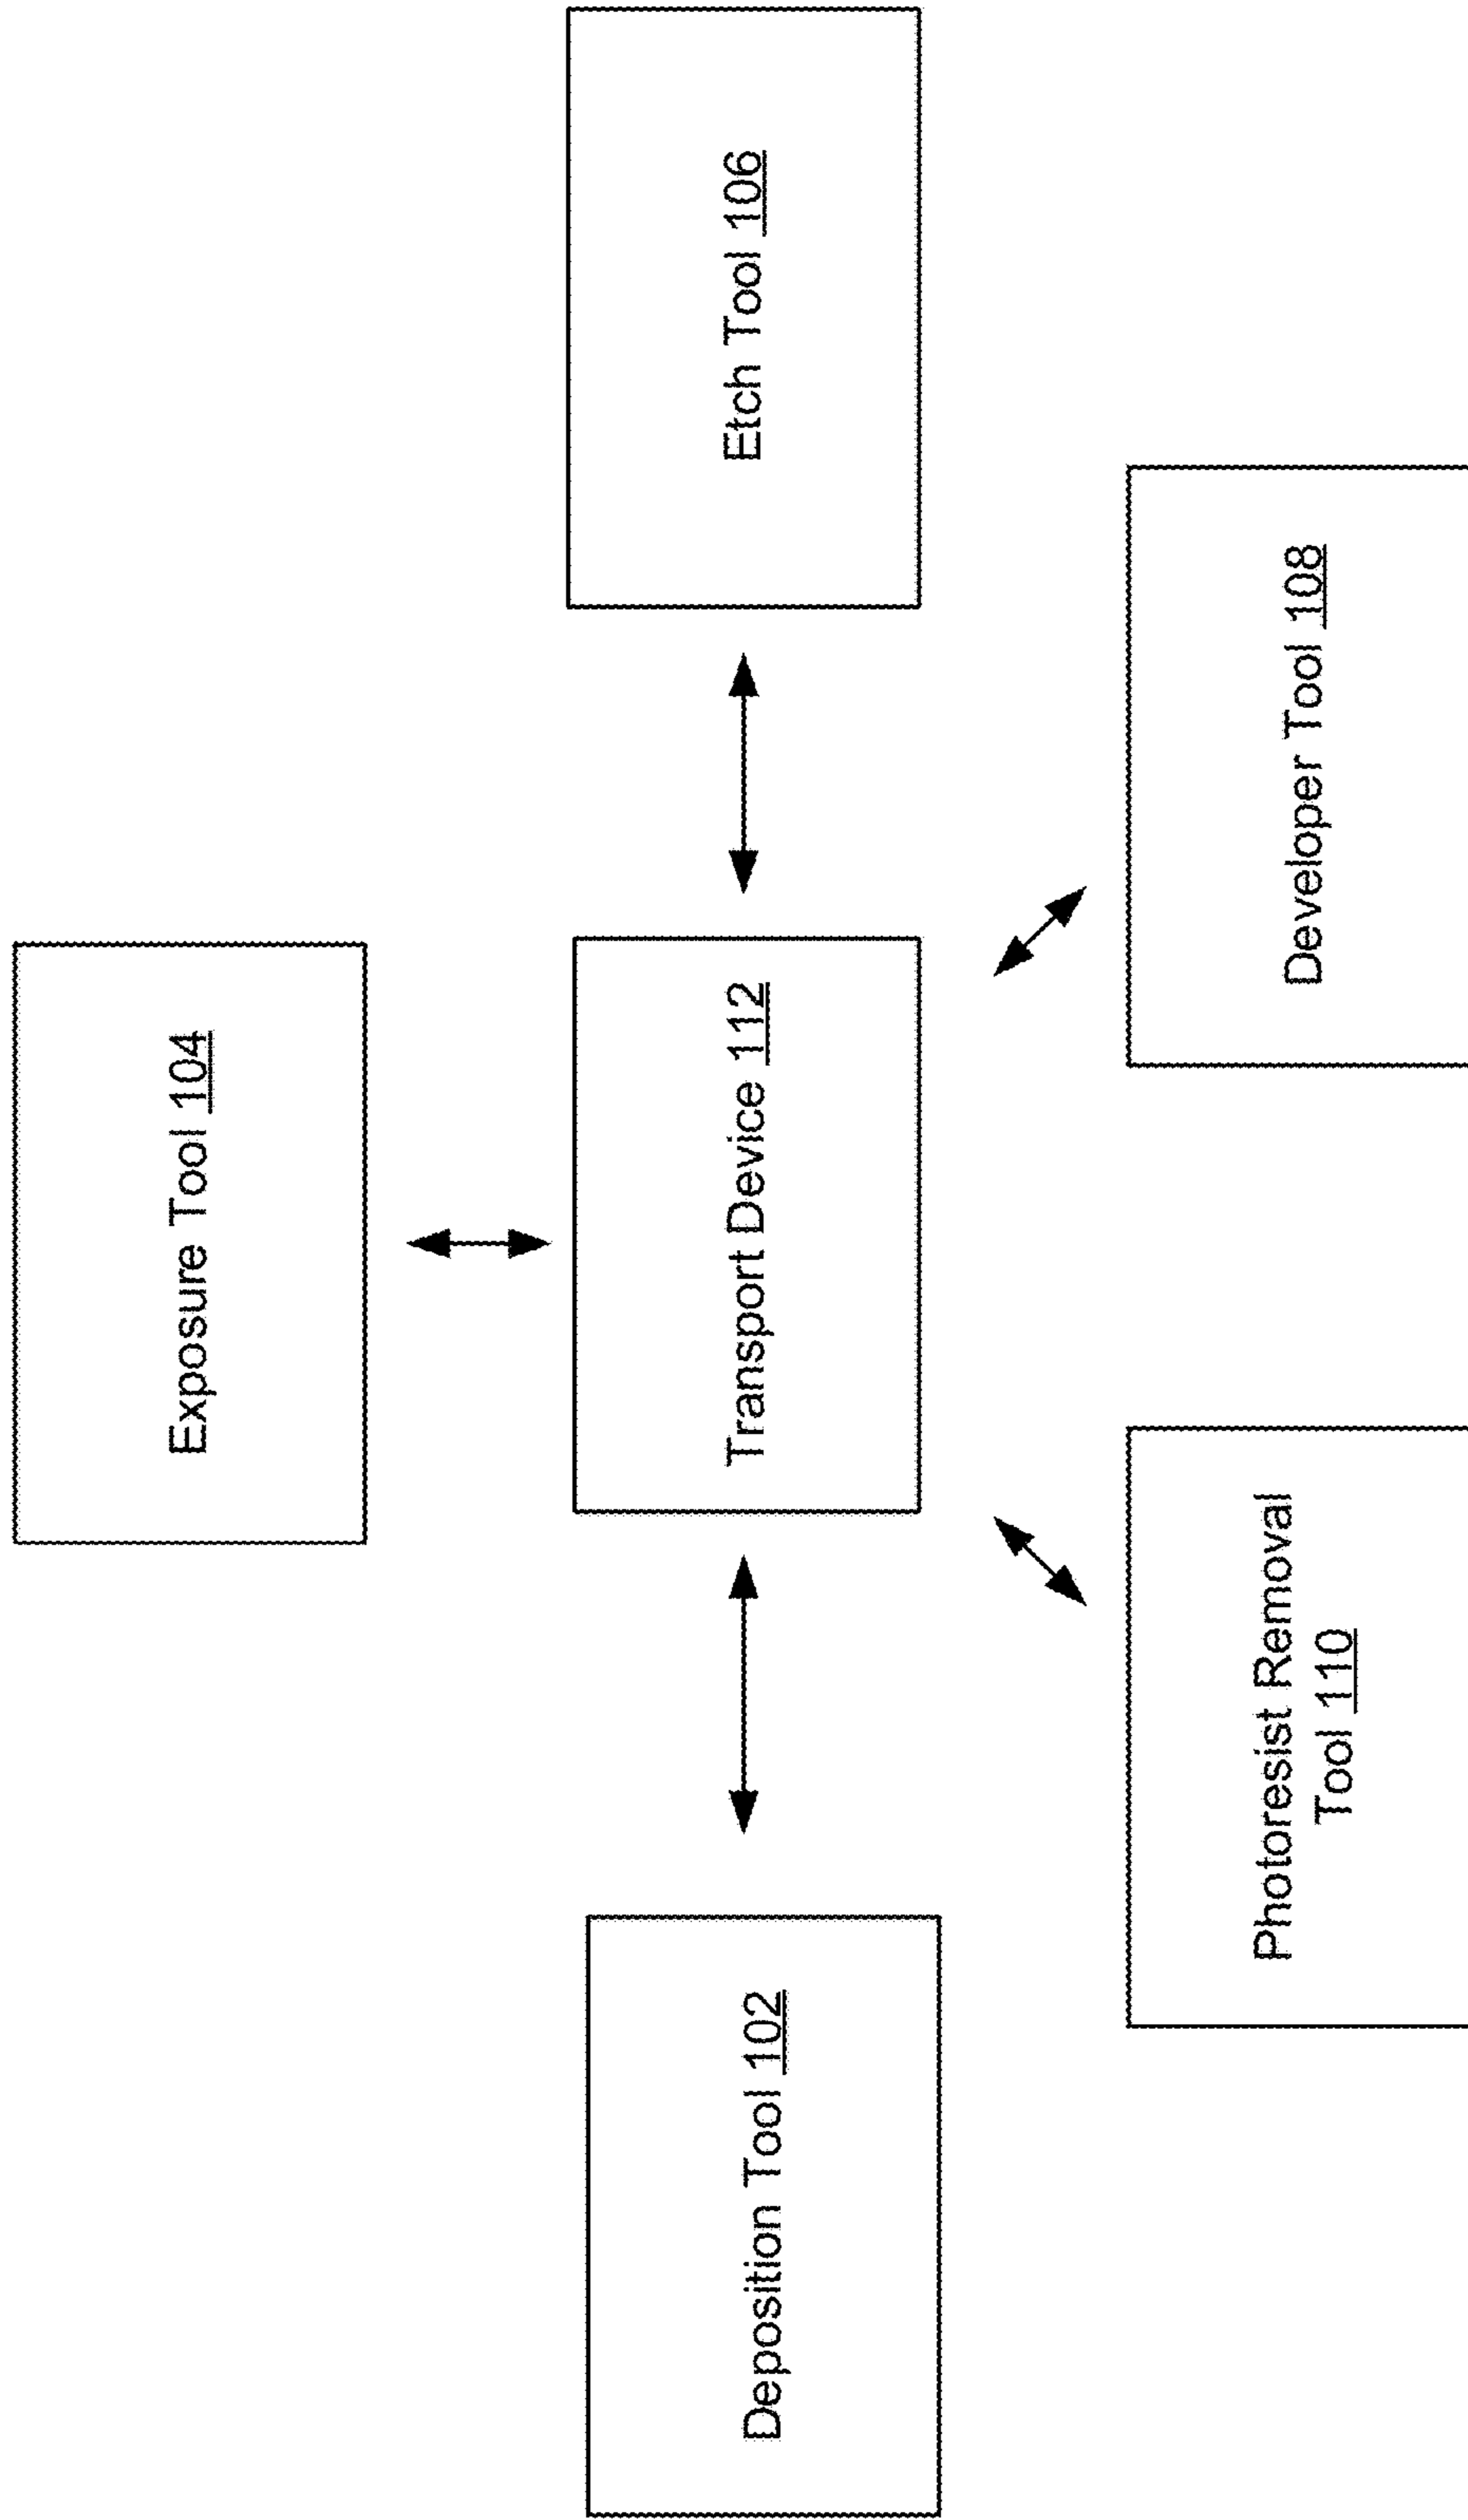 Exposure Tool 104
Deposition Tool 102
Transport Device 112
Etch Tool 106
Photoresist Removal
Tool 110
Developer Tool 108